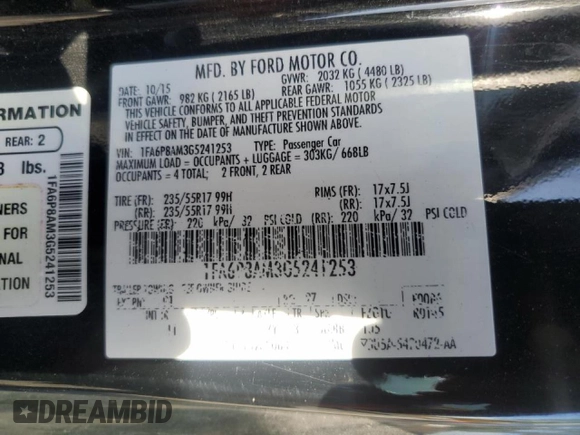 MFD. BY FORD MOTOR CO.
DATE: 10/15
GVWR: 2032 KG ( 4480 LB)
FRONT GAWR: 982 KG ( 2165 LB)
REAR GAWR: 1055 KG ( 2325 LB)
THIS VEHICLE CONFORMS TO ALL APPLICABLE FEDERAL MOTOR
VEHICLE SAFETY, BUMPER, AND THEFT PREVENTION STANDARDS
IN EFFECT ON THE DATE OF MANUFACTURE SHOWN ABOVE.
VIN: 1FA6P8AM3G5241253
TYPE: Passenger Car
MAXIMUM LOAD = OCCUPANTS + LUGGAGE = 303KG/ 668LB
OCCUPANTS = 4 TOTAL; 2 FRONT, 2 REAR
TIRE (FR): 235/55R17 99H RIMS (FR): 17x7.5J
(RR): 235/55R17 99H (RR): 17x7.5J
PRESSURE (FR): 220 kPa/ 32 PSI COLD (RR): 220 kPa/ 32 PSI COLD
1FA6P8AM3G5241253
ORMATION
REAR: 2
lbs.
NERS
FOR
NAL
1FA6P8AM3G5241253
DREAMBID